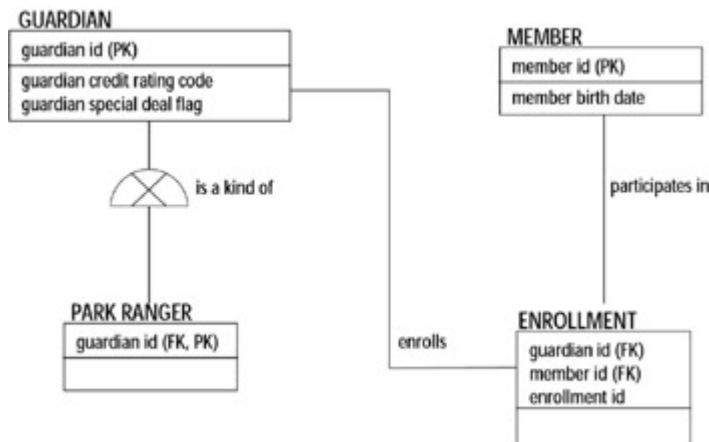 GUARDIAN
guardian id (PK)
guardian credit rating code
guardian special deal flag
MEMBER
member id (PK)
member birth date
is a kind of
participates in
PARK RANGER
guardian id (FK, PK)
enrolls
ENROLLMENT
guardian id (FK)
member id (FK)
enrollment id